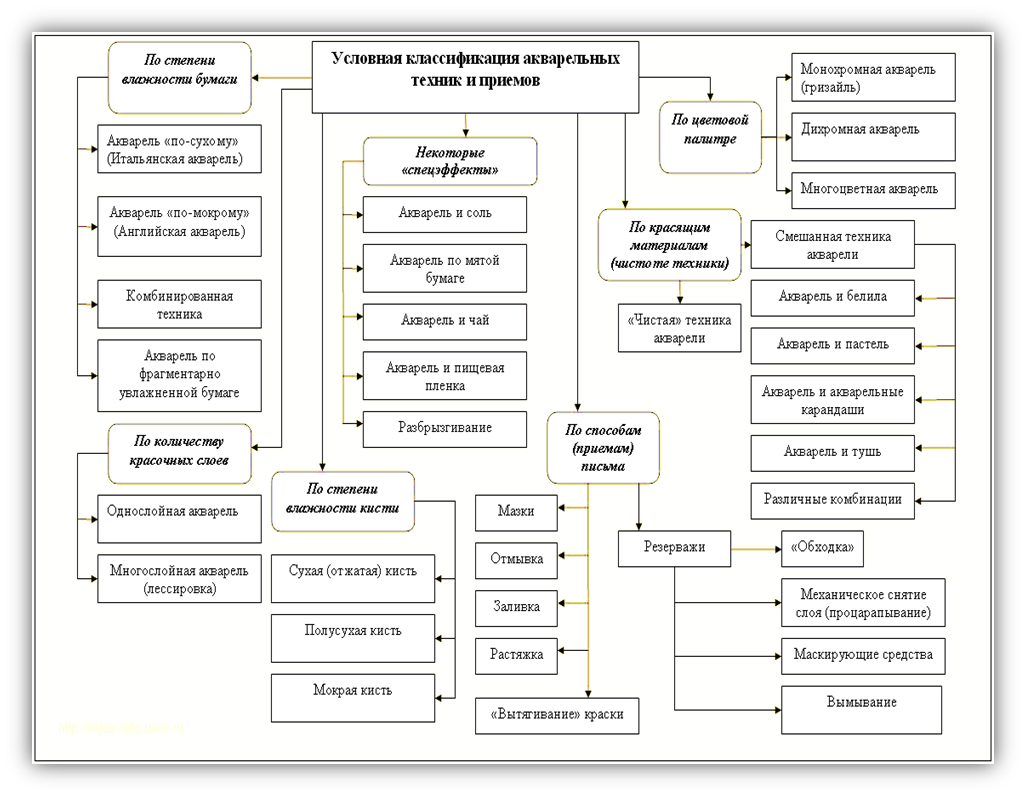 Условная классификация акварельных
техник и приемов
По степени
влажности бумаги
Акварель «по-сухому»
(Итальянская акварель)
Акварель «по-мокрому»
(Английская акварель)
Комбинированная
техника
Акварель по
фрагментарно
увлажненной бумаге
По количеству
красочных слоев
Однослойная акварель
Многослойная акварель
(лессировка)
По степени
влажности кисти
Сухая (отжатая) кисть
Полусухая кисть
Мокрая кисть
Некоторые
«спецэффекты»
Акварель и соль
Акварель по мятой
бумаге
Акварель и чай
Акварель и пищевая
пленка
Разбрызгивание
По способам
(приемам)
письма
Мазки
Отмывка
Заливка
Растяжка
«Вытягивание» краски
Резерважи
«Обходка»
Механическое снятие
слоя (процарапывание)
Маскирующие средства
Вымывание
По красящим
материалам
(чистоте техники)
«Чистая» техника
акварели
Смешанная техника
акварели
Акварель и белила
Акварель и пастель
Акварель и акварельные
карандаши
Акварель и тушь
Различные комбинации
По цветовой
палитре
Монохромная акварель
(гризайль)
Дихромная акварель
Многоцветная акварель